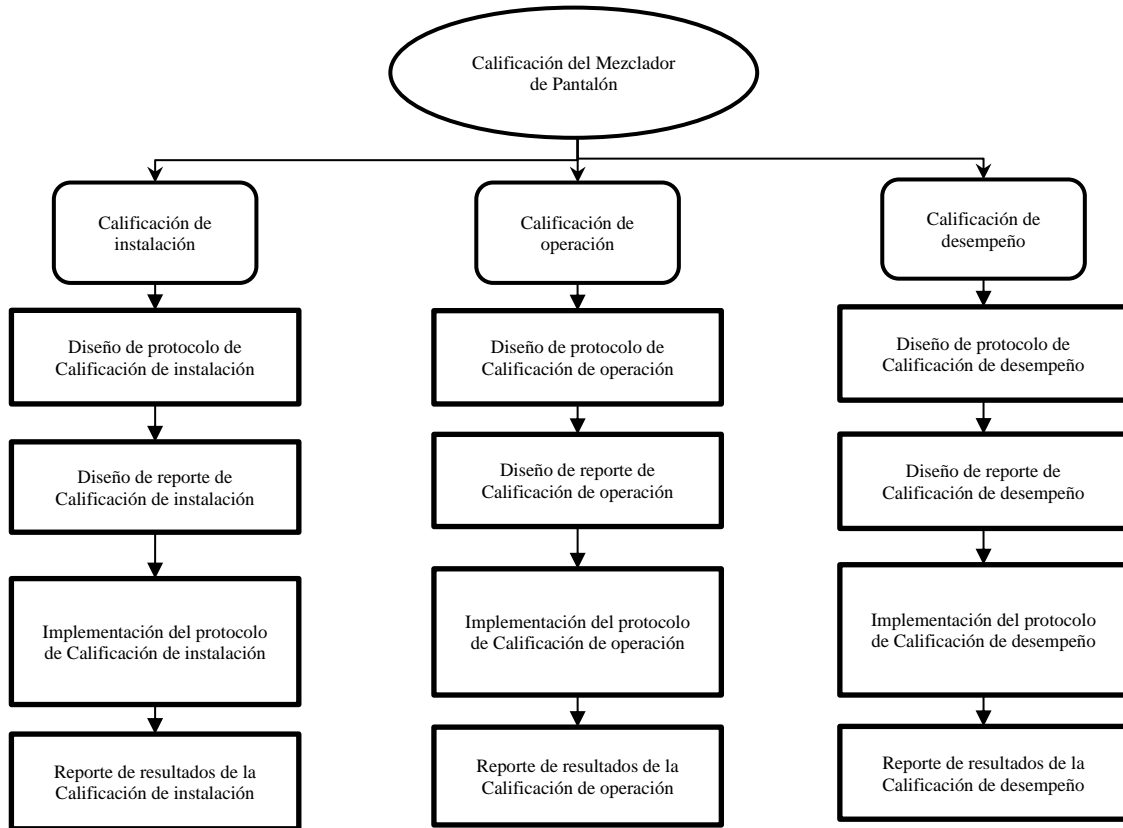 Calificación del Mezclador
de Pantalón
Calificación de
instalación
Calificación de
operación
Calificación de
desempeño
Diseño de protocolo de
Calificación de instalación
Diseño de protocolo de
Calificación de operación
Diseño de protocolo de
Calificación de desempeño
Diseño de reporte de
Calificación de instalación
Diseño de reporte de
Calificación de operación
Diseño de reporte de
Calificación de desempeño
Implementación del protocolo
de Calificación de instalación
Implementación del protocolo
de Calificación de operación
Implementación del protocolo
de Calificación de desempeño
Reporte de resultados de la
Calificación de instalación
Reporte de resultados de la
Calificación de operación
Reporte de resultados de la
Calificación de desempeño